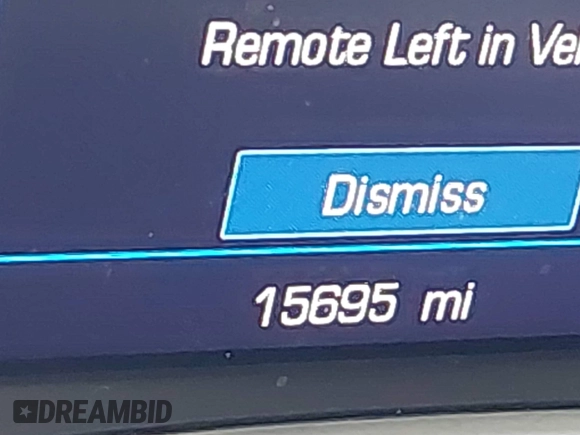 Remote Left in Ve
Dismiss
15695 mi
DREAMBID